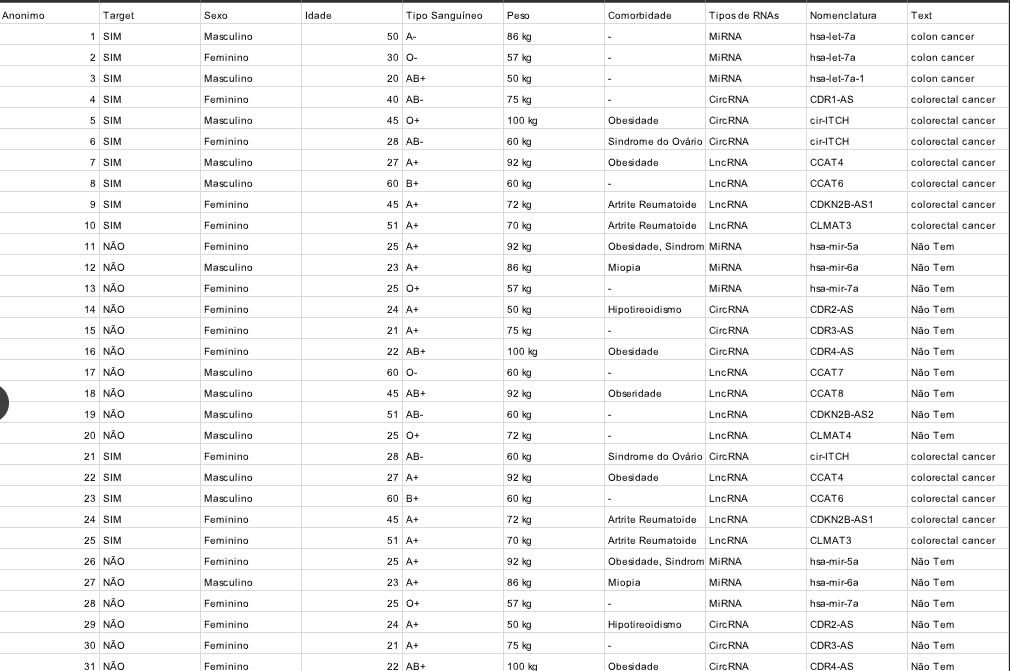 Anonimo Target Sexo Idade Tipo Sanguíneo Peso Comorbidade Tipos de RNAs Nomenclatura Text
1 SIM Masculino 50 A- 86 kg - MiRNA hsa-let-7a colon cancer
2 SIM Feminino 30 O- 57 kg - MiRNA hsa-let-7a colon cancer
3 SIM Masculino 20 AB+ 50 kg - MiRNA hsa-let-7a-1 colon cancer
4 SIM Feminino 40 AB- 75 kg - CircRNA CDR1-AS colorectal cancer
5 SIM Masculino 45 O+ 100 kg Obesidade CircRNA cir-ITCH colorectal cancer
6 SIM Feminino 28 AB- 60 kg Sindrome do Ovário CircRNA cir-ITCH colorectal cancer
7 SIM Masculino 27 A+ 92 kg Obesidade LncRNA CCAT4 colorectal cancer
8 SIM Masculino 60 B+ 60 kg - LncRNA CCAT6 colorectal cancer
9 SIM Feminino 45 A+ 72 kg Artrite Reumatoide LncRNA CDKN2B-AS1 colorectal cancer
10 SIM Feminino 51 A+ 70 kg Artrite Reumatoide LncRNA CLMAT3 colorectal cancer
11 NÃO Feminino 25 A+ 92 kg Obesidade, Sindrom MiRNA hsa-mir-5a Não Tem
12 NÃO Masculino 23 A+ 86 kg Miopia MiRNA hsa-mir-6a Não Tem
13 NÃO Feminino 25 O+ 57 kg - MiRNA hsa-mir-7a Não Tem
14 NÃO Feminino 24 A+ 50 kg Hipotireoidismo CircRNA CDR2-AS Não Tem
15 NÃO Feminino 21 A+ 75 kg - CircRNA CDR3-AS Não Tem
16 NÃO Feminino 22 AB+ 100 kg Obesidade CircRNA CDR4-AS Não Tem
17 NÃO Masculino 60 O- 60 kg - LncRNA CCAT7 Não Tem
18 NÃO Masculino 45 AB+ 92 kg Obseridade LncRNA CCAT8 Não Tem
19 NÃO Masculino 51 AB- 60 kg - LncRNA CDKN2B-AS2 Não Tem
20 NÃO Masculino 25 O+ 72 kg - LncRNA CLMAT4 Não Tem
21 SIM Feminino 28 AB- 60 kg Sindrome do Ovário CircRNA cir-ITCH colorectal cancer
22 SIM Masculino 27 A+ 92 kg Obesidade LncRNA CCAT4 colorectal cancer
23 SIM Masculino 60 B+ 60 kg - LncRNA CCAT6 colorectal cancer
24 SIM Feminino 45 A+ 72 kg Artrite Reumatoide LncRNA CDKN2B-AS1 colorectal cancer
25 SIM Feminino 51 A+ 70 kg Artrite Reumatoide LncRNA CLMAT3 colorectal cancer
26 NÃO Feminino 25 A+ 92 kg Obesidade, Sindrom MiRNA hsa-mir-5a Não Tem
27 NÃO Masculino 23 A+ 86 kg Miopia MiRNA hsa-mir-6a Não Tem
28 NÃO Feminino 25 O+ 57 kg - MiRNA hsa-mir-7a Não Tem
29 NÃO Feminino 24 A+ 50 kg Hipotireoidismo CircRNA CDR2-AS Não Tem
30 NÃO Feminino 21 A+ 75 kg - CircRNA CDR3-AS Não Tem
31 NÃO Feminino 22 AB+ 100 kg Obesidade CircRNA CDR4-AS Não Tem